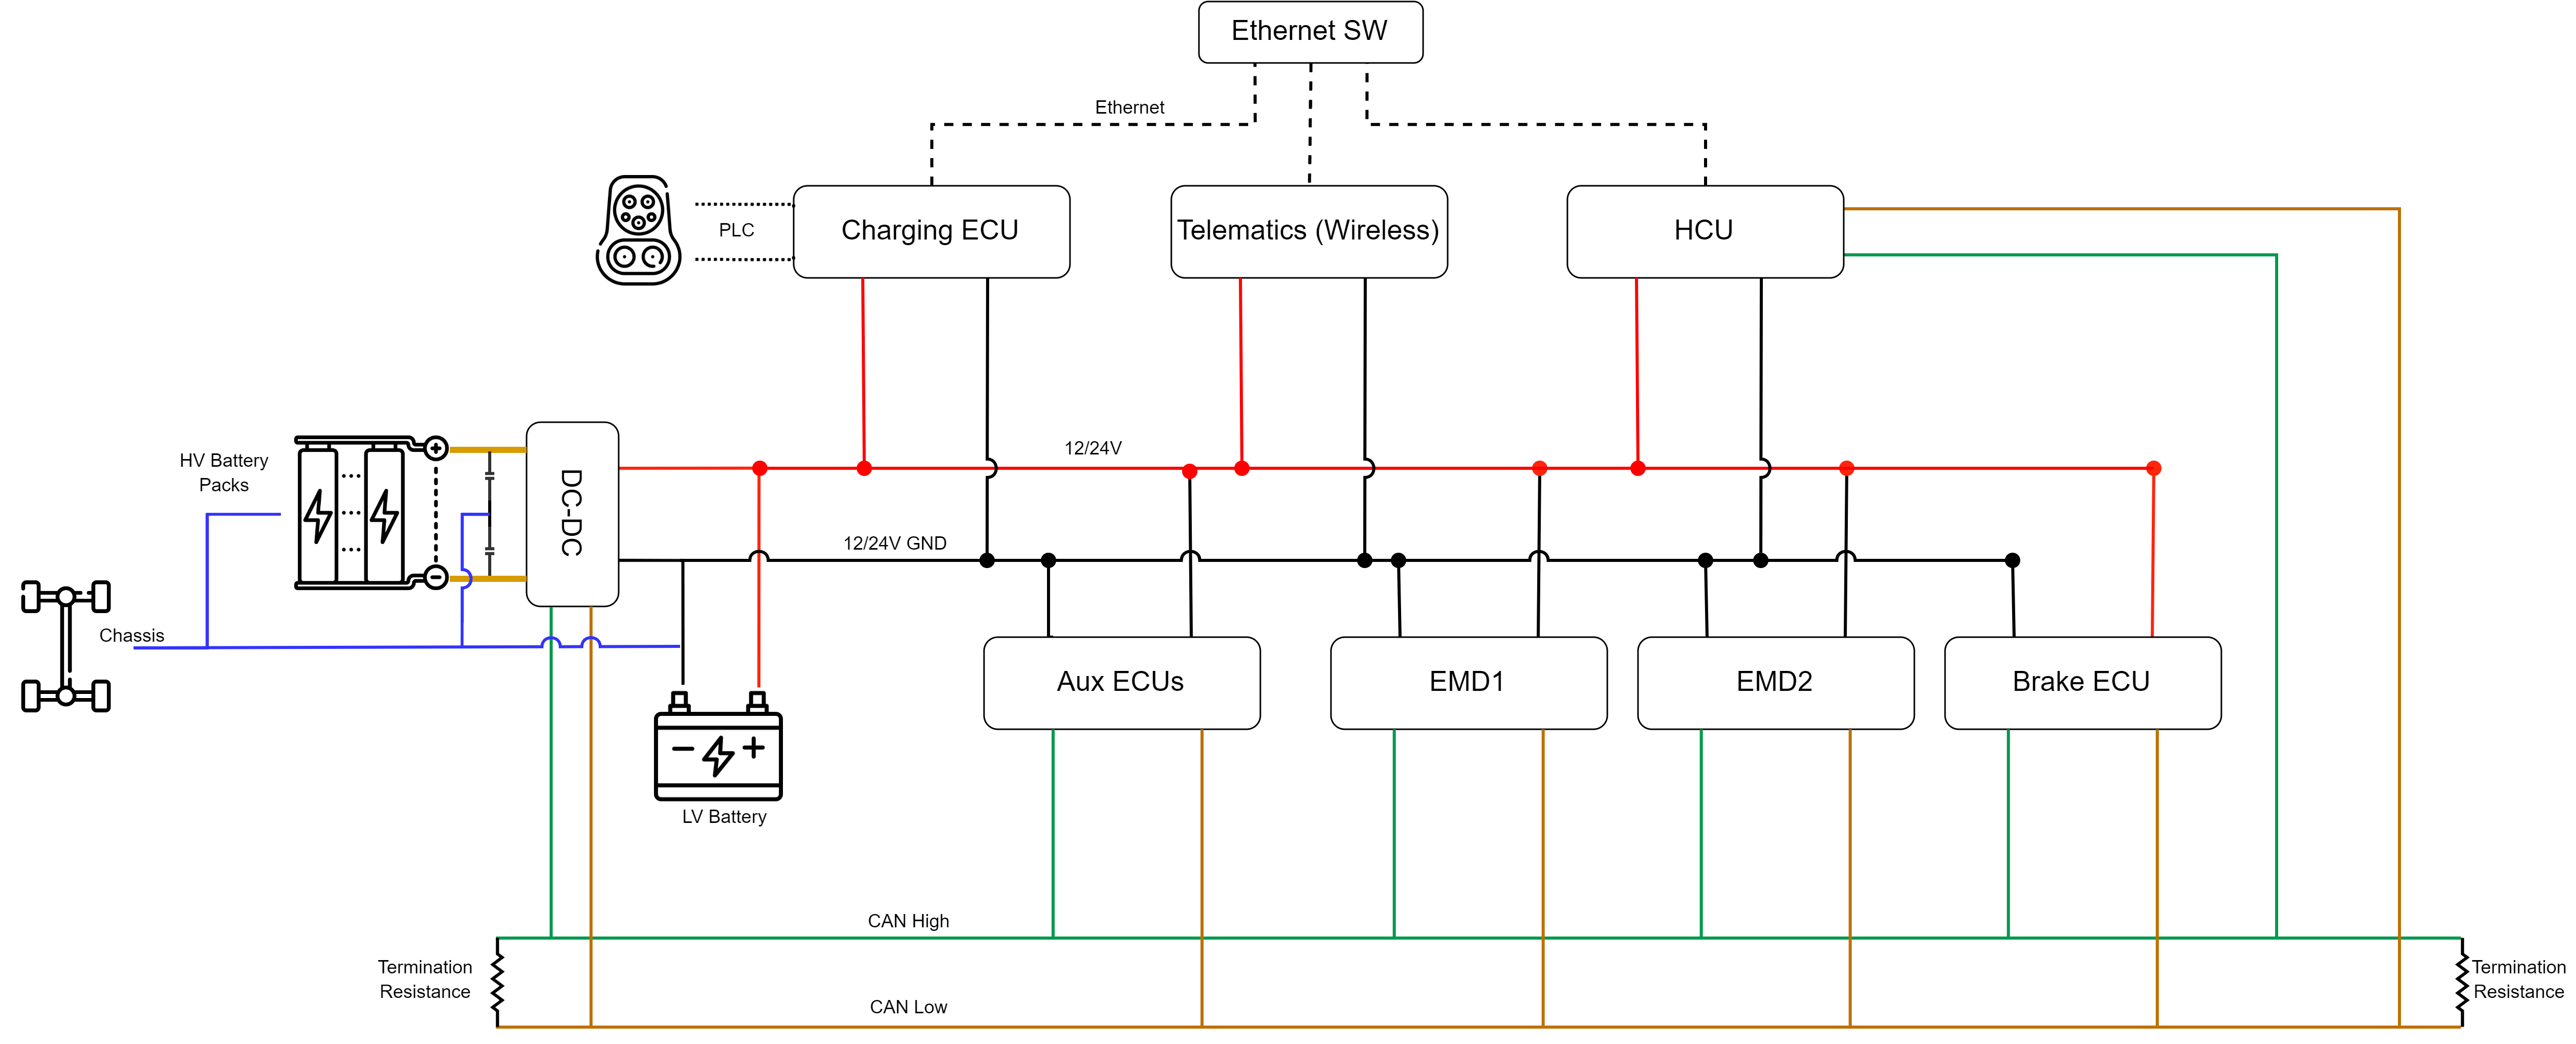 Ethernet SW
Ethernet
Charging ECU
Telematics (Wireless)
HCU
PLC
12/24V
HV Battery
Packs
DC-DC
12/24V GND
Chassis
Aux ECUs
EMD1
EMD2
Brake ECU
LV Battery
CAN High
Termination
Resistance
Termination
Resistance
CAN Low